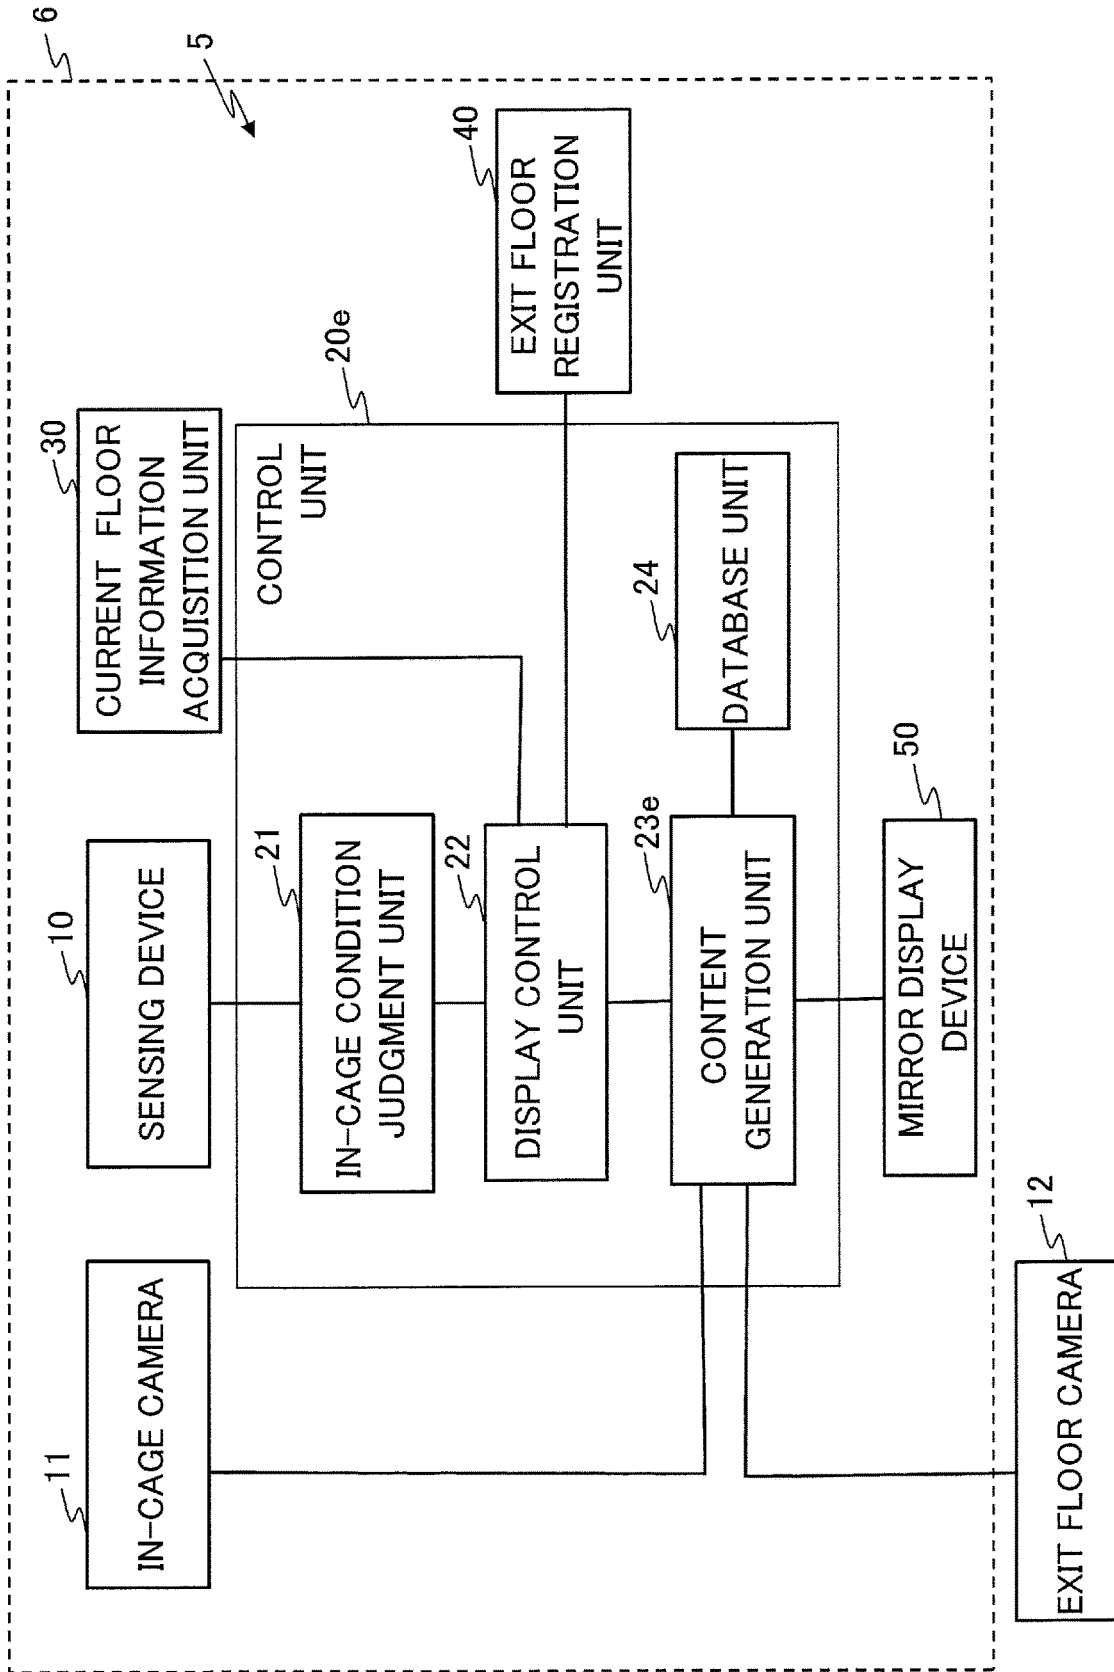 6
5
11
IN-CAGE CAMERA
10
SENSING DEVICE
30
CURRENT FLOOR
INFORMATION
ACQUISITION UNIT
20e
CONTROL
UNIT
21
IN-CAGE CONDITION
JUDGMENT UNIT
40
EXIT FLOOR
REGISTRATION
UNIT
22
DISPLAY CONTROL
UNIT
23e
CONTENT
GENERATION UNIT
24
DATABASE UNIT
50
MIRROR DISPLAY
DEVICE
12
EXIT FLOOR CAMERA